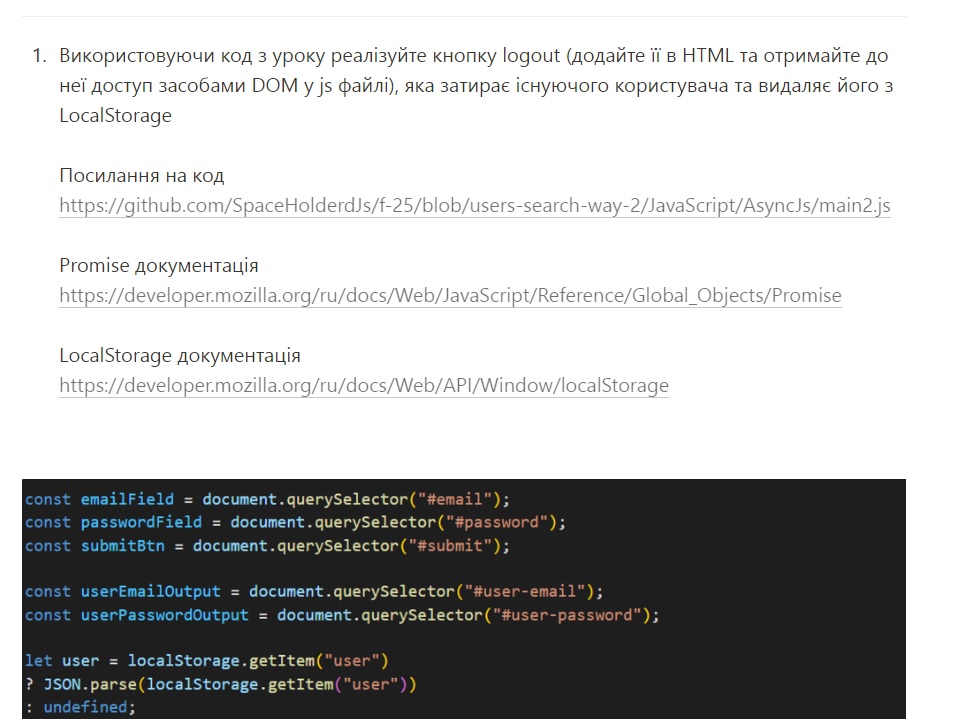 1. Використовуючи код з уроку реалізуйте кнопку logout (додайте її в HTML та отримайте до
неї доступ засобами DOM у js файлі), яка затирає існуючого користувача та видаляє його з
LocalStorage
Посилання на код
https://github.com/SpaceHolderdJs/f-25/blob/users-search-way-2/JavaScript/AsyncJs/main2.js
Promise документація
https://developer.mozilla.org/ru/docs/Web/JavaScript/Reference/Global_Objects/Promise
LocalStorage документація
https://developer.mozilla.org/ru/docs/Web/API/Window/localStorage
const emailField = document.querySelector("#email");
const passwordField = document.querySelector("#password");
const submitBtn = document.querySelector("#submit");
const userEmailOutput = document.querySelector("#user-email");
const userPasswordOutput = document.querySelector("#user-password");
let user = localStorage.getItem("user")
? JSON.parse(localStorage.getItem("user"))
: undefined;